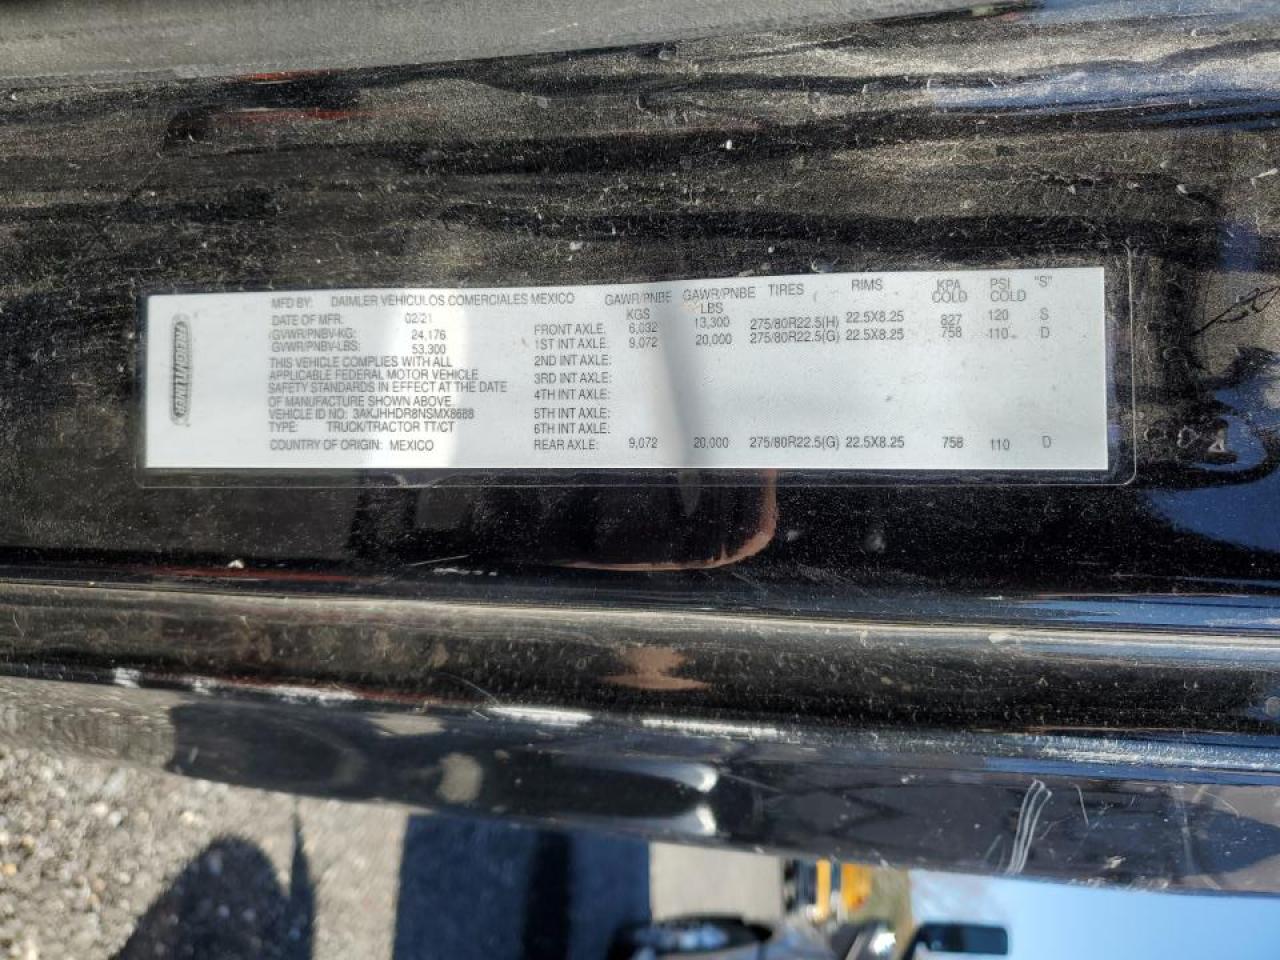 FREIGHTLINER
MFD BY: DAIMLER VEHICULOS COMERCIALES MEXICO
DATE OF MFR. 02/21
GVWR/PNBV-KG: 24,176
GVWR/PNBV-LBS: 53,300
THIS VEHICLE COMPLIES WITH ALL
APPLICABLE FEDERAL MOTOR VEHICLE
SAFETY STANDARDS IN EFFECT AT THE DATE
OF MANUFACTURE SHOWN ABOVE
VEHICLE ID NO: 3AKJHHDR8NSMX8688
TYPE: TRUCK/TRACTOR TT/CT
COUNTRY OF ORIGIN: MEXICO
GAWR/PNBE GAWR/PNBE TIRES RIMS KPA PSI "S"
KGS LBS COLD COLD
FRONT AXLE: 6,032 13,300 275/80R22.5(H) 22.5X8.25 827 120 S
1ST INT AXLE: 9,072 20,000 275/80R22.5(G) 22.5X8.25 758 110 D
2ND INT AXLE:
3RD INT AXLE:
4TH INT AXLE:
5TH INT AXLE:
6TH INT AXLE:
REAR AXLE: 9,072 20,000 275/80R22.5(G) 22.5X8.25 758 110 D